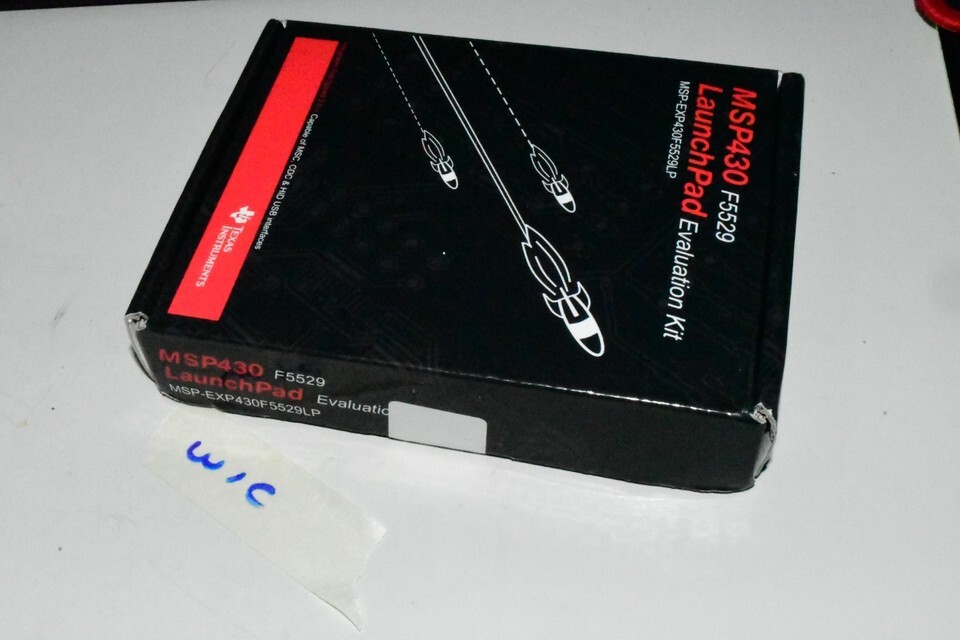 MSP430 F5529
LaunchPad Evaluation Kit
MSP-EXP430F5529LP
Capable of MSC, CDC & HID USB interfaces
TEXAS
INSTRUMENTS
MSP430 F5529
LaunchPad Evaluatio
MSP-EXP430F5529LP